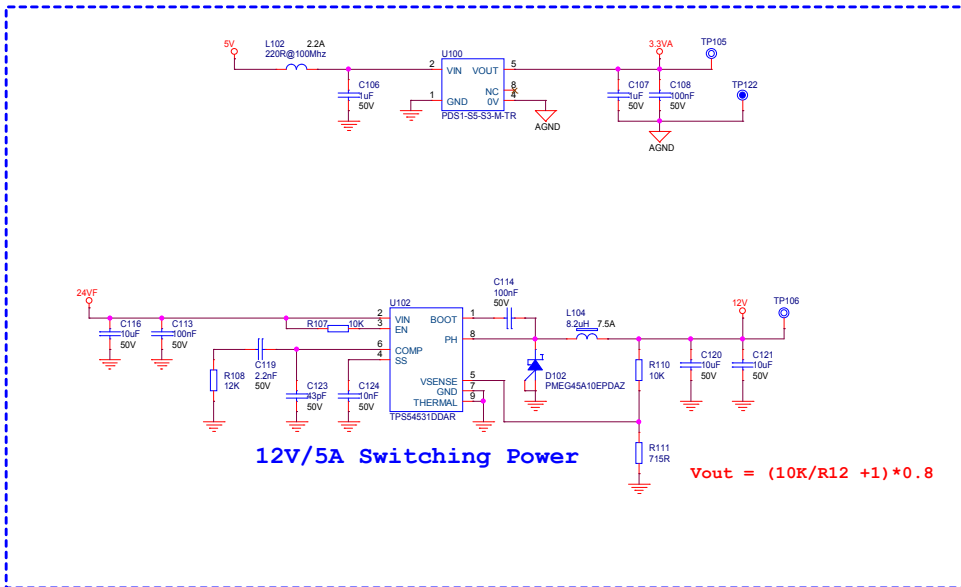 5V
L102 2.2A
220R@100Mhz
C106
1uF
50V
U100
2 VIN VOUT 5
NC 8
1 GND 0V 4
PDS1-S5-S3-M-TR
AGND
3.3VA
TP105
TP122
C107
1uF
50V
C108
100nF
50V
AGND
24VF
C116
10uF
50V
C113
100nF
50V
R107 10K
R108
12K
C119
2.2nF
50V
C123
43pF
50V
C124
10nF
50V
U102
2 VIN BOOT 1
3 EN
PH 8
6 COMP
4 SS
VSENSE 5
GND 7
THERMAL 9
TPS54531DDAR
C114
100nF
50V
L104
8.2uH 7.5A
D102
PMEG45A10EPDAZ
R110
10K
R111
715R
12V
TP106
C120
10uF
50V
C121
10uF
50V
12V/5A Switching Power
Vout = (10K/R12 +1)*0.8